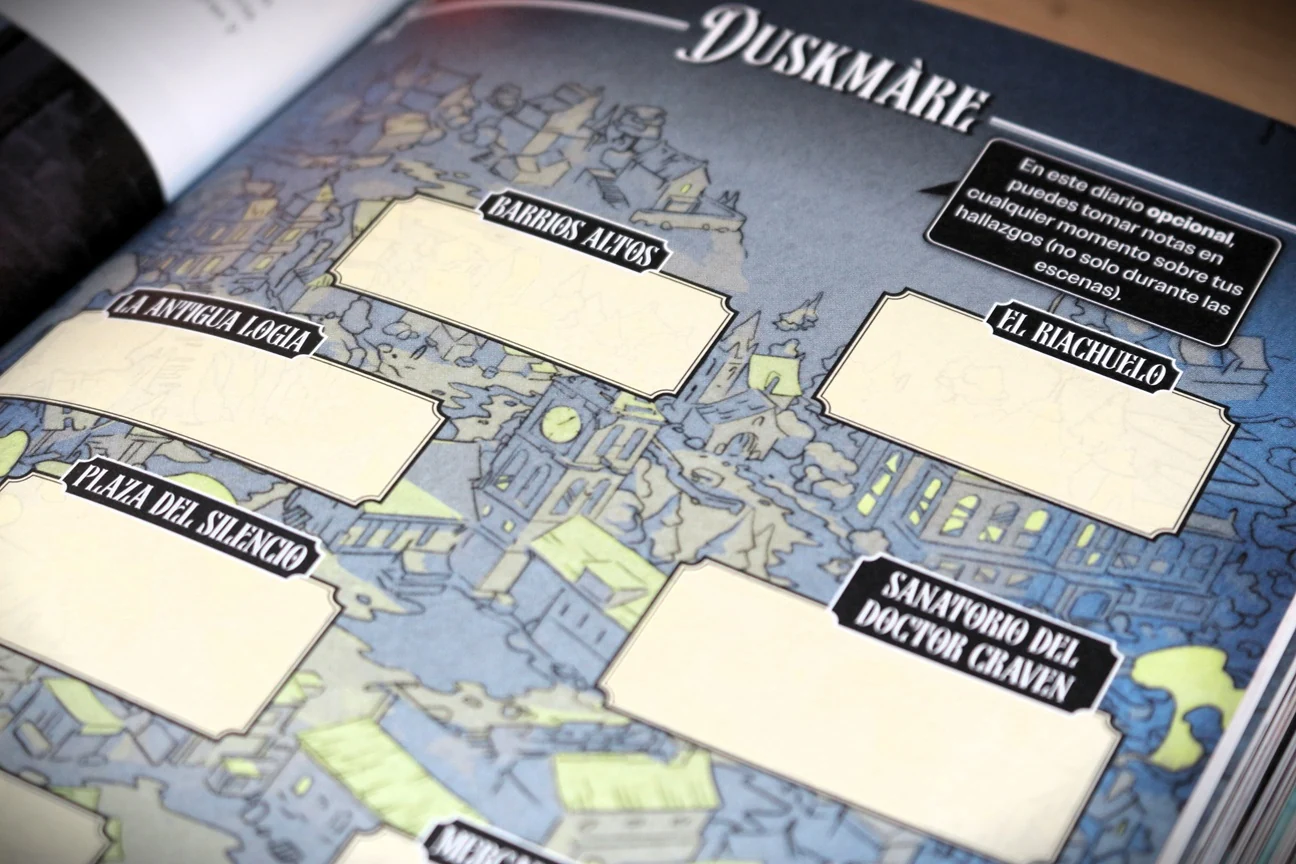 DUSKMÀRE
En este diario opcional,
puedes tomar notas en
cualquier momento sobre tus
hallazgos (no solo durante las
escenas).
BARRIOS ALTOS
LA ANTIGUA LOGIA
EL RIACHUELO
PLAZA DEL SILENCIO
SANATORIO DEL
DOCTOR CRAVEN